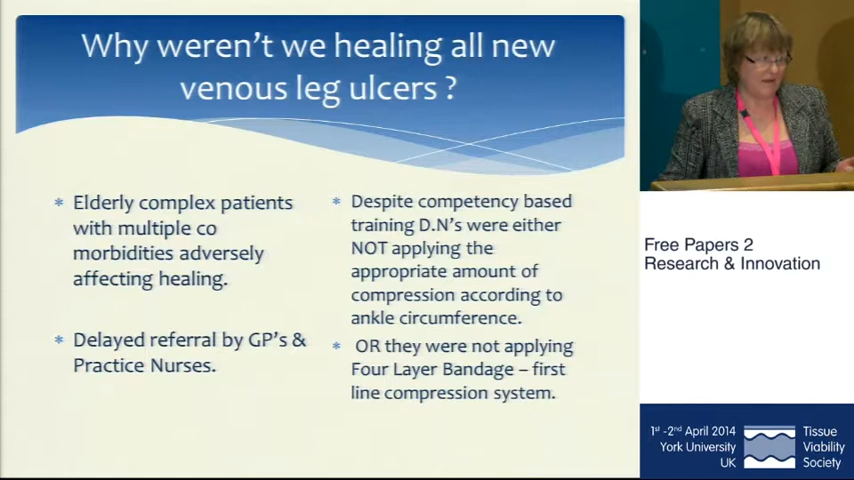 Why weren't we healing all new
venous leg ulcers ?
* Elderly complex patients
with multiple co
morbidities adversely
affecting healing.
* Delayed referral by GP's &
Practice Nurses.
* Despite competency based
training D.N's were either
NOT applying the
appropriate amount of
compression according to
ankle circumference.
* OR they were not applying
Four Layer Bandage – first
line compression system.
Free Papers 2
Research & Innovation
1st -2nd April 2014
York University
UK
Tissue
Viability
Society